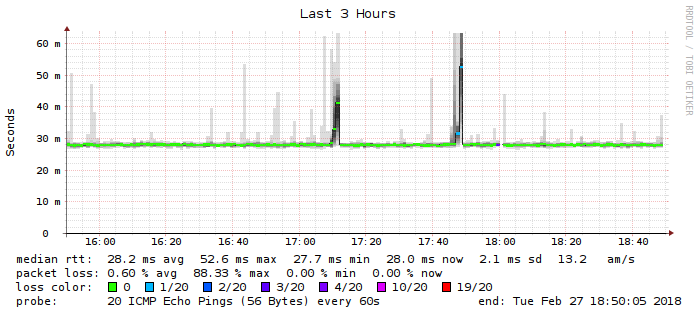 Last 3 Hours
RRDTOOL / TOBI OETIKER
Seconds
60 m
50 m
40 m
30 m
20 m
10 m
0
16:00 16:20 16:40 17:00 17:20 17:40 18:00 18:20 18:40
median rtt: 28.2 ms avg 52.6 ms max 27.7 ms min 28.0 ms now 2.1 ms sd 13.2 am/s
packet loss: 0.60 % avg 88.33 % max 0.00 % min 0.00 % now
loss color: 0 1/20 2/20 3/20 4/20 10/20 19/20
probe: 20 ICMP Echo Pings (56 Bytes) every 60s end: Tue Feb 27 18:50:05 2018